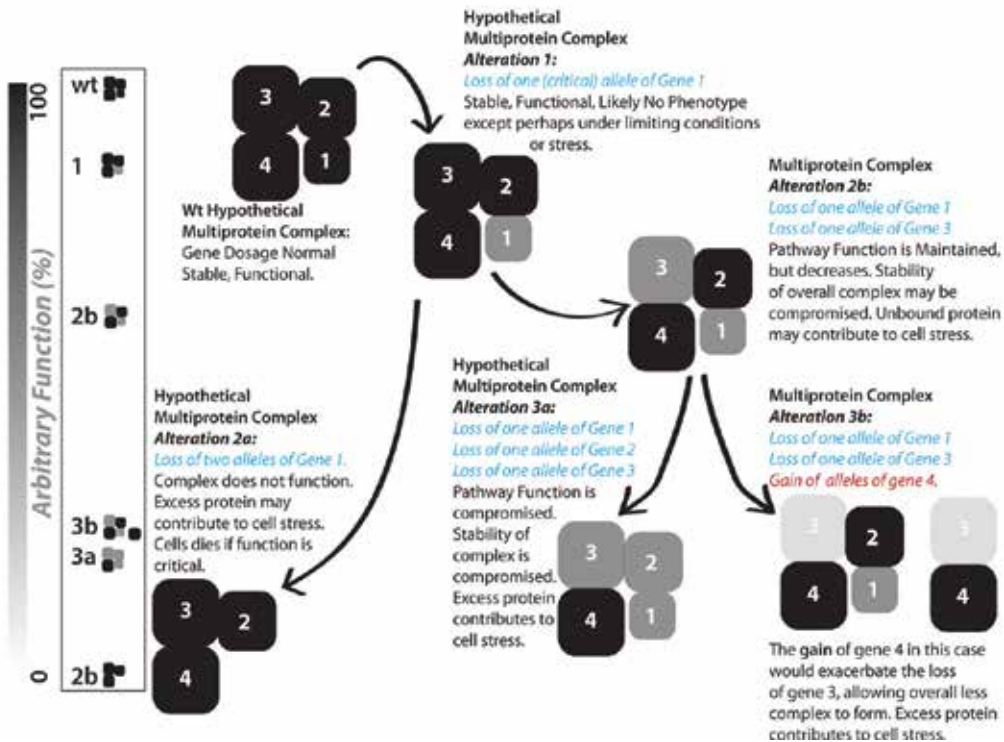 100
Arbitrary Function (%)
0
wt
1
2b
3b
3a
2b
3
2
4
1
Wt Hypothetical
Multiprotein Complex:
Gene Dosage Normal
Stable, Functional.
Hypothetical
Multiprotein Complex
Alteration 1:
Loss of one (critical) allele of Gene 1
Stable, Functional, Likely No Phenotype
except perhaps under limiting conditions
or stress.
3
2
4
1
Hypothetical
Multiprotein Complex
Alteration 2a:
Loss of two alleles of Gene 1.
Complex does not function.
Excess protein may
contribute to cell stress.
Cells dies if function is
critical.
3
2
4
Multiprotein Complex
Alteration 2b:
Loss of one allele of Gene 1
Loss of one allele of Gene 3
Pathway Function is Maintained,
but decreases. Stability
of overall complex may be
compromised. Unbound protein
may contribute to cell stress.
3
2
4
1
Hypothetical
Multiprotein Complex
Alteration 3a:
Loss of one allele of Gene 1
Loss of one allele of Gene 2
Loss of one allele of Gene 3
Pathway Function is
compromised.
Stability of
complex is
compromised.
Excess protein
contributes to
cell stress.
3
2
4
1
Multiprotein Complex
Alteration 3b:
Loss of one allele of Gene 1
Loss of one allele of Gene 3
Gain of alleles of gene 4.
3
2
4
1
3
4
The gain of gene 4 in this case
would exacerbate the loss
of gene 3, allowing overall less
complex to form. Excess protein
contributes to cell stress.